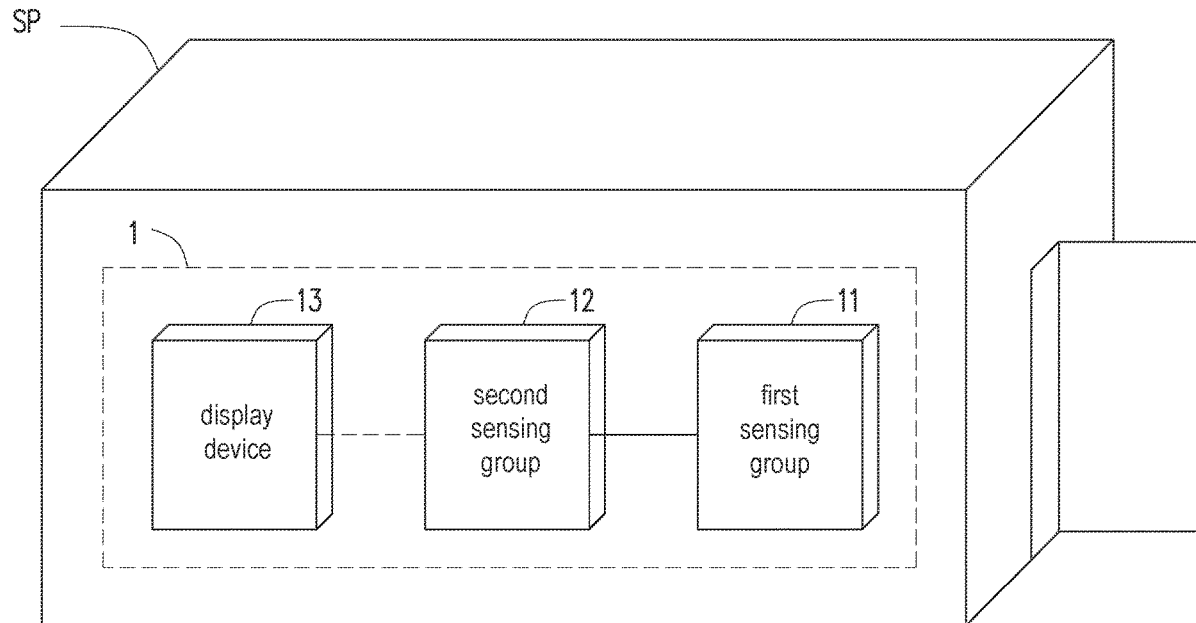 SP
1
13
12
11
display
device
second
sensing
group
first
sensing
group